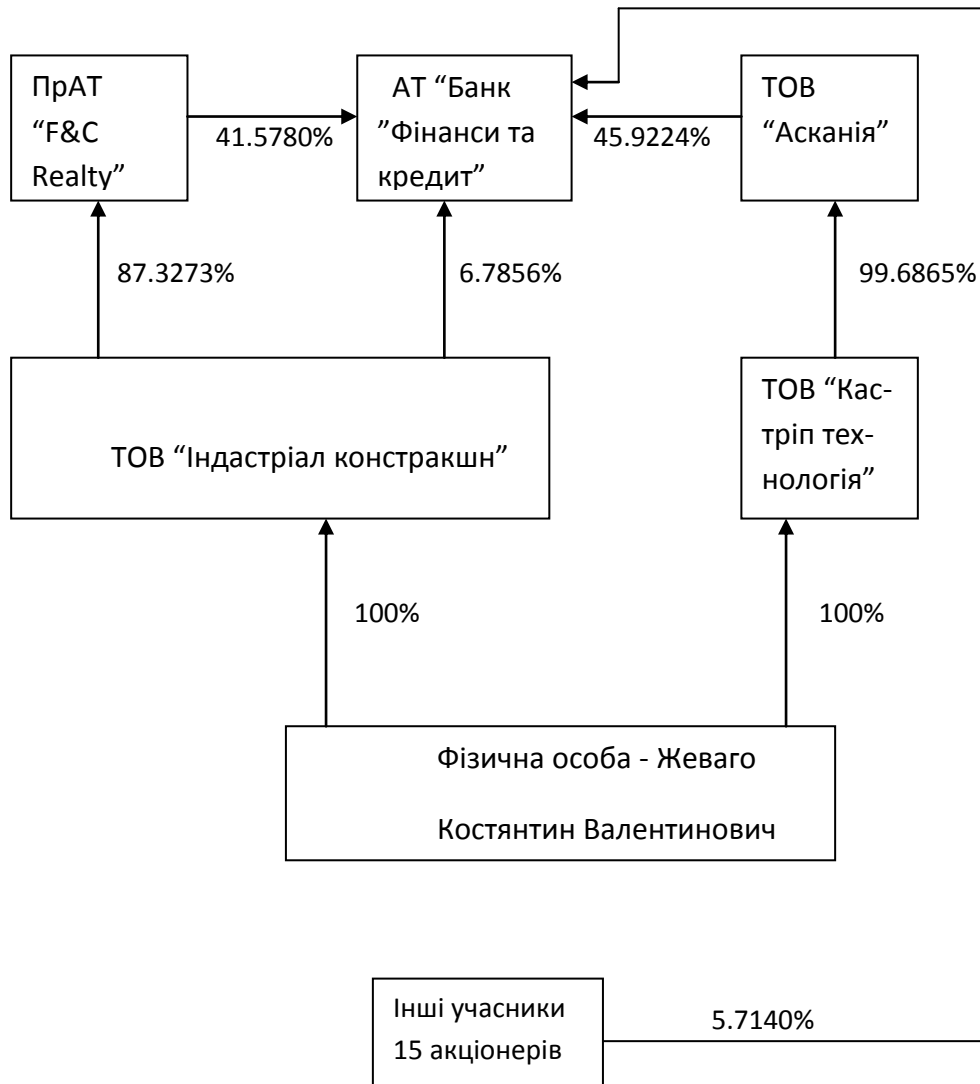 ПрАТ
“F&C
Realty”
41.5780%
АТ “Банк
”Фінанси та
кредит”
45.9224%
ТОВ
“Асканія”
87.3273%
6.7856%
99.6865%
ТОВ “Індастріал констракшн”
ТОВ “Кас-
тріп тех-
нологія”
100%
100%
Фізична особа - Жеваго
Костянтин Валентинович
Інші учасники
15 акціонерів
5.7140%